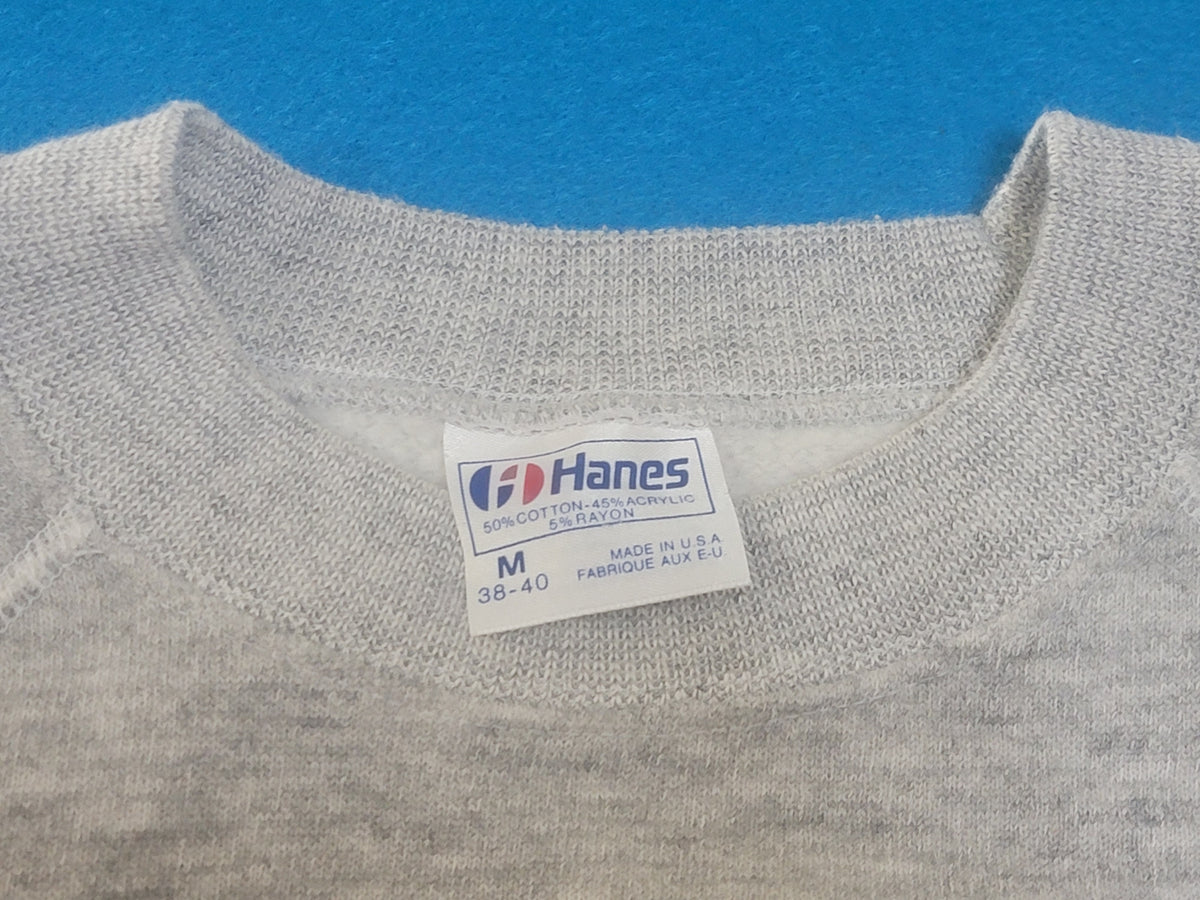 Hanes
50% COTTON-45% ACRYLIC
5% RAYON
M
38-40
MADE IN U.S.A
FABRIQUE AUX E-U